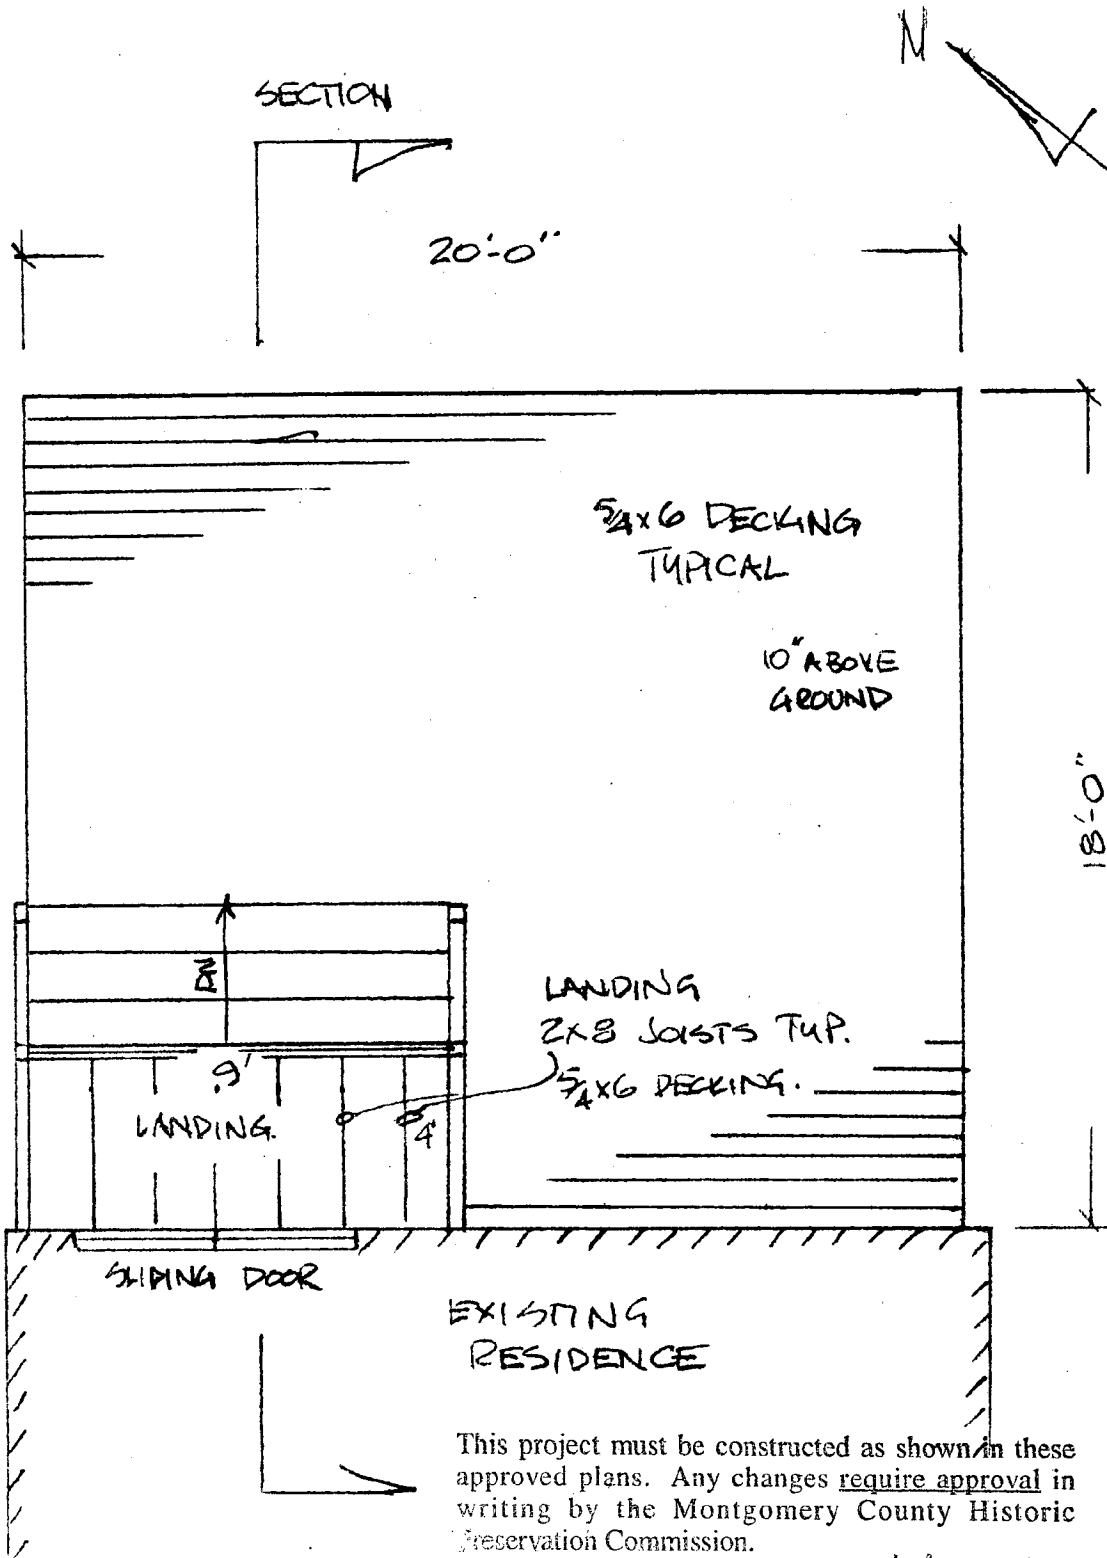 N
SECTION
20'-0"
5/4x6 DECKING
TYPICAL
10" ABOVE
GROUND
18'-0"
DN
LANDING
2x8 JOISTS TYP.
5/4x6 DECKING.
9'
LANDING.
4'
SLIDING DOOR
EXISTING
RESIDENCE
This project must be constructed as shown in these
approved plans. Any changes require approval in
writing by the Montgomery County Historic
Preservation Commission.